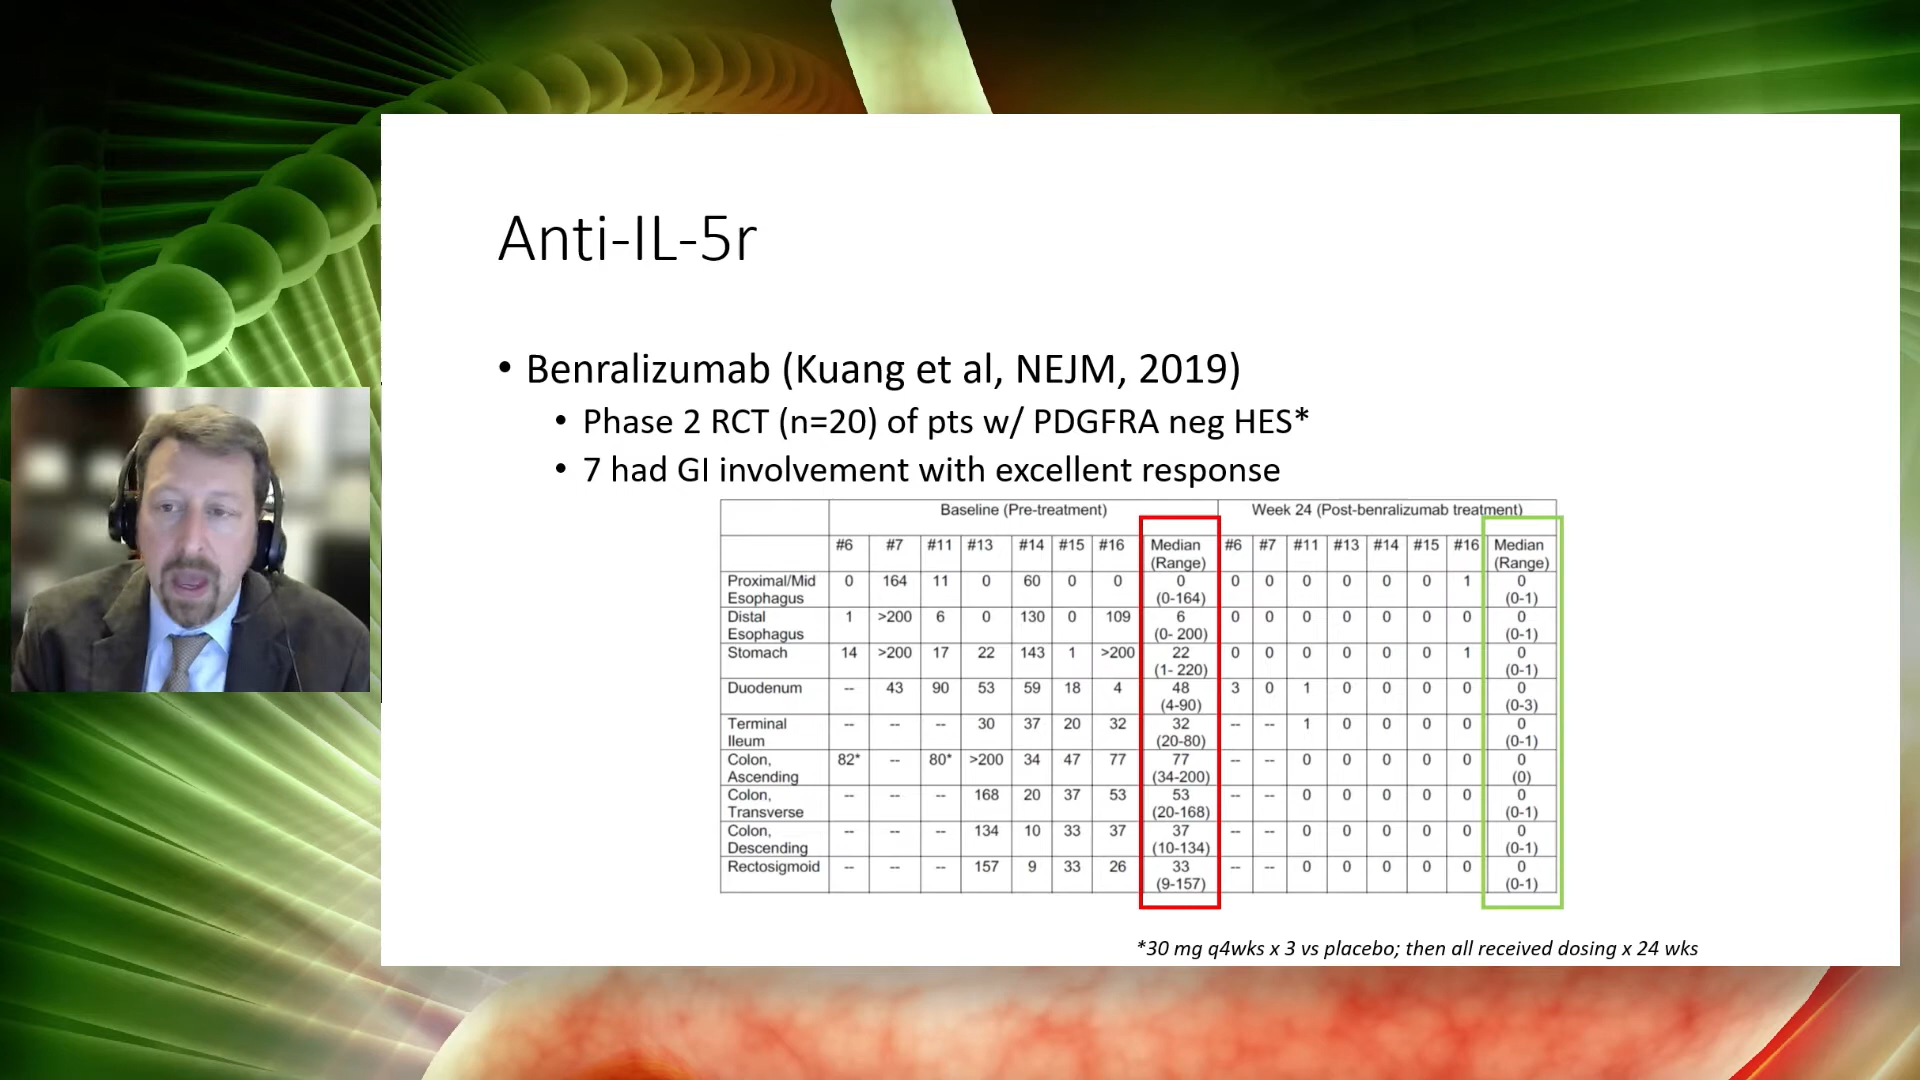 Anti-IL-5r
• Benralizumab (Kuang et al, NEJM, 2019)
• Phase 2 RCT (n=20) of pts w/ PDGFRA neg HES*
• 7 had GI involvement with excellent response
Baseline (Pre-treatment) Week 24 (Post-benralizumab treatment)
#6 #7 #11 #13 #14 #15 #16 Median #6 #7 #11 #13 #14 #15 #16 Median
(Range) (Range)
Proximal/Mid 0 164 11 0 60 0 0 0 0 0 0 0 0 0 1 0
Esophagus (0-164) (0-1)
Distal 1 >200 6 0 130 0 109 6 0 0 0 0 0 0 0 0
Esophagus (0- 200) (0-1)
Stomach 14 >200 17 22 143 1 >200 22 0 0 0 0 0 0 1 0
(1- 220) (0-1)
Duodenum -- 43 90 53 59 18 4 48 3 0 1 0 0 0 0 0
(4-90) (0-3)
Terminal -- -- -- 30 37 20 32 32 -- -- 1 0 0 0 0 0
Ileum (20-80) (0-1)
Colon, 82* -- 80* >200 34 47 77 77 -- -- 0 0 0 0 0 0
Ascending (34-200) (0)
Colon, -- -- -- 168 20 37 53 53 -- -- 0 0 0 0 0 0
Transverse (20-168) (0-1)
Colon, -- -- -- 134 10 33 37 37 -- -- 0 0 0 0 0 0
Descending (10-134) (0-1)
Rectosigmoid -- -- -- 157 9 33 26 33 -- -- 0 0 0 0 0 0
(9-157) (0-1)
*30 mg q4wks x 3 vs placebo; then all received dosing x 24 wks